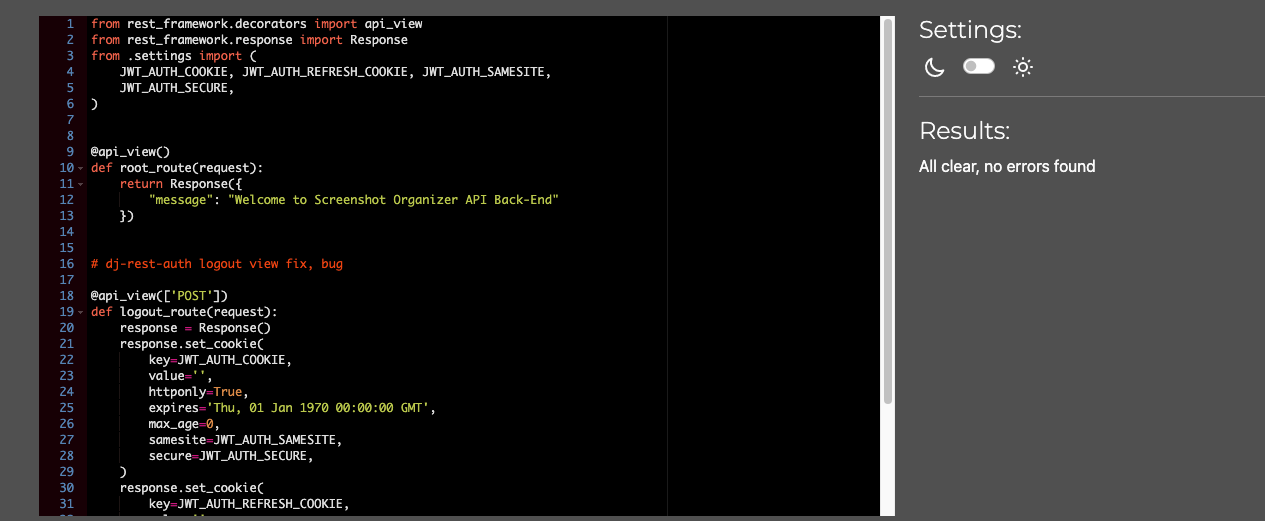 1 from rest_framework.decorators import api_view
2 from rest_framework.response import Response
3 from .settings import (
4     JWT_AUTH_COOKIE, JWT_AUTH_REFRESH_COOKIE, JWT_AUTH_SAMESITE,
5     JWT_AUTH_SECURE,
6 )
7
8
9 @api_view()
10 def root_route(request):
11     return Response({
12         "message": "Welcome to Screenshot Organizer API Back-End"
13     })
14
15
16 # dj-rest-auth logout view fix, bug
17
18 @api_view(['POST'])
19 def logout_route(request):
20     response = Response()
21     response.set_cookie(
22         key=JWT_AUTH_COOKIE,
23         value='',
24         httponly=True,
25         expires='Thu, 01 Jan 1970 00:00:00 GMT',
26         max_age=0,
27         samesite=JWT_AUTH_SAMESITE,
28         secure=JWT_AUTH_SECURE,
29     )
30     response.set_cookie(
31         key=JWT_AUTH_REFRESH_COOKIE,
Settings:
Results:
All clear, no errors found